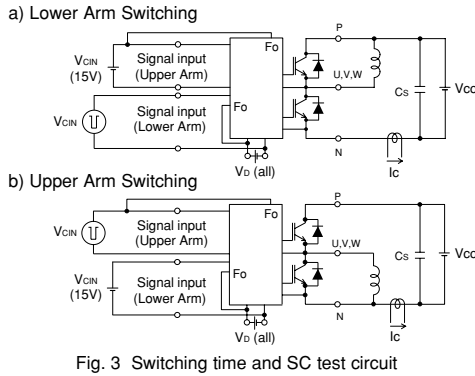 a) Lower Arm Switching
P
Fo
VCIN
(15V)
Signal input
(Upper Arm)
U,V,W
CS
VCC
Fo
VCIN
Signal input
(Lower Arm)
N
VD (all)
Ic
b) Upper Arm Switching
P
Fo
VCIN
Signal input
(Upper Arm)
U,V,W
CS
VCC
VCIN
(15V)
Fo
Signal input
(Lower Arm)
N
VD (all)
Ic
Fig. 3 Switching time and SC test circuit